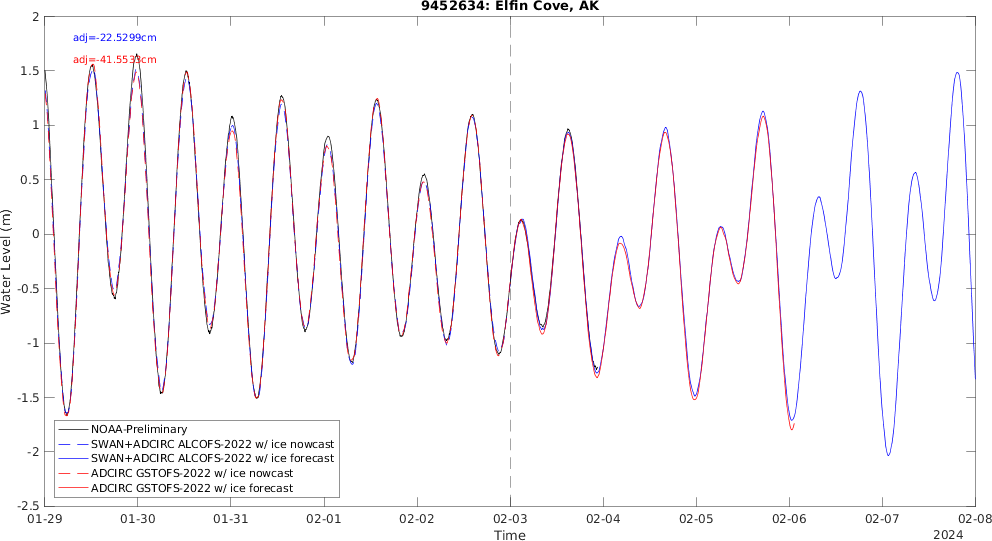 9452634: Elfin Cove, AK
adj=-22.5299cm
adj=-41.5533cm
Water Level (m)
2
1.5
1
0.5
0
-0.5
-1
-1.5
-2
-2.5
NOAA-Preliminary
SWAN+ADCIRC ALCOFS-2022 w/ ice nowcast
SWAN+ADCIRC ALCOFS-2022 w/ ice forecast
ADCIRC GSTOFS-2022 w/ ice nowcast
ADCIRC GSTOFS-2022 w/ ice forecast
01-29 01-30 01-31 02-01 02-02 02-03 02-04 02-05 02-06 02-07 02-08
Time
2024